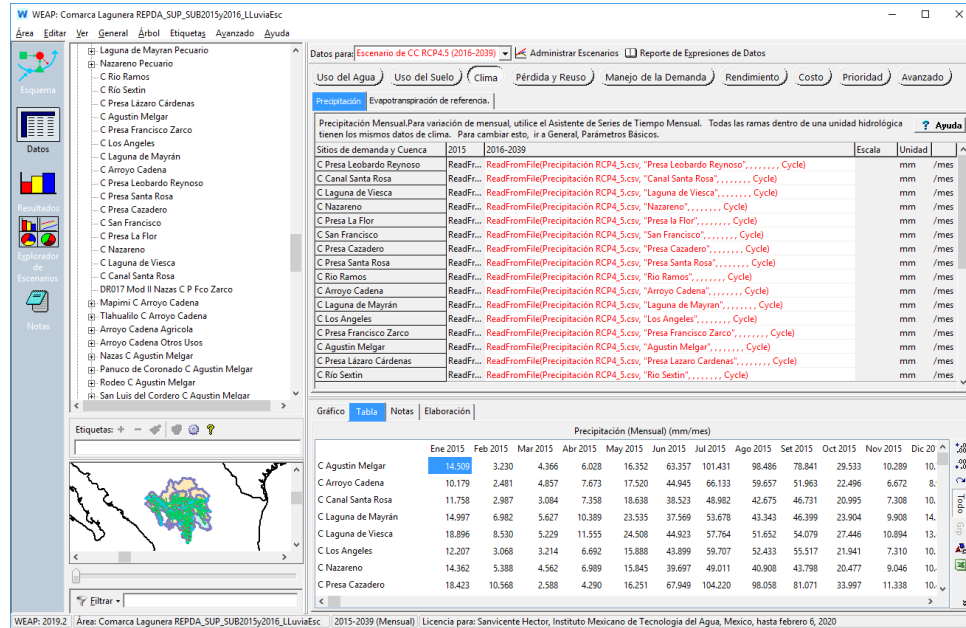 WEAP: Comarca Lagunera REPDA_SUP_SUB2015y2016_LLuviaEsc
Área Editar Ver General Árbol Etiquetas Avanzado Ayuda
Esquema
Datos
Resultados
Explorador
de
Escenarios
Notas
Laguna de Mayran Pecuario
Nazareno Pecuario
C Rio Ramos
C Río Sextin
C Presa Lázaro Cárdenas
C Agustin Melgar
C Presa Francisco Zarco
C Los Angeles
C Laguna de Mayrán
C Arroyo Cadena
C Presa Leobardo Reynoso
C Presa Santa Rosa
C Presa Cazadero
C San Francisco
C Presa La Flor
C Nazareno
C Laguna de Viesca
C Canal Santa Rosa
DR017 Mod II Nazas C P Fco Zarco
Mapimi C Arroyo Cadena
Tlahualilo C Arroyo Cadena
Arroyo Cadena Agricola
Arroyo Cadena Otros Usos
Nazas C Agustin Melgar
Panuco de Coronado C Agustin Melgar
Rodeo C Agustin Melgar
San Luis del Cordero C Agustin Melgar
Etiquetas:
Filtrar
Datos para: Escenario de CC RCP4.5 (2016-2039) Administrar Escenarios Reporte de Expresiones de Datos
Uso del Agua Uso del Suelo Clima Pérdida y Reuso Manejo de la Demanda Rendimiento Costo Prioridad Avanzado
Precipitación Evapotranspiración de referencia.
Precipitación Mensual.Para variación de mensual, utilice el Asistente de Series de Tiempo Mensual. Todas las ramas dentro de una unidad hidrológica
tienen los mismos datos de clima. Para cambiar esto, ir a General, Parámetros Básicos.
? Ayuda
Sitios de demanda y Cuenca 2015 2016-2039 Escala Unidad
C Presa Leobardo Reynoso ReadFr... ReadFromFile(Precipitación RCP4_5.csv, "Presa Leobardo Reynoso", , , , , , , Cycle) mm /mes
C Canal Santa Rosa ReadFr... ReadFromFile(Precipitación RCP4_5.csv, "Canal Santa Rosa", , , , , , , Cycle) mm /mes
C Laguna de Viesca ReadFr... ReadFromFile(Precipitación RCP4_5.csv, "Laguna de Viesca", , , , , , , Cycle) mm /mes
C Nazareno ReadFr... ReadFromFile(Precipitación RCP4_5.csv, "Nazareno", , , , , , , Cycle) mm /mes
C Presa La Flor ReadFr... ReadFromFile(Precipitación RCP4_5.csv, "Presa la Flor", , , , , , , Cycle) mm /mes
C San Francisco ReadFr... ReadFromFile(Precipitación RCP4_5.csv, "San Francisco", , , , , , , Cycle) mm /mes
C Presa Cazadero ReadFr... ReadFromFile(Precipitación RCP4_5.csv, "Presa Cazadero", , , , , , , Cycle) mm /mes
C Presa Santa Rosa ReadFr... ReadFromFile(Precipitación RCP4_5.csv, "Presa Santa Rosa", , , , , , , Cycle) mm /mes
C Rio Ramos ReadFr... ReadFromFile(Precipitación RCP4_5.csv, "Rio Ramos", , , , , , , Cycle) mm /mes
C Arroyo Cadena ReadFr... ReadFromFile(Precipitación RCP4_5.csv, "Arroyo Cadena", , , , , , , Cycle) mm /mes
C Laguna de Mayrán ReadFr... ReadFromFile(Precipitación RCP4_5.csv, "Laguna de Mayran", , , , , , , Cycle) mm /mes
C Los Angeles ReadFr... ReadFromFile(Precipitación RCP4_5.csv, "Los Angeles", , , , , , , Cycle) mm /mes
C Presa Francisco Zarco ReadFr... ReadFromFile(Precipitación RCP4_5.csv, "Presa Francisco Zarco", , , , , , , Cycle) mm /mes
C Agustin Melgar ReadFr... ReadFromFile(Precipitación RCP4_5.csv, "Agustin Melgar", , , , , , , Cycle) mm /mes
C Presa Lázaro Cárdenas ReadFr... ReadFromFile(Precipitación RCP4_5.csv, "Presa Lazaro Cardenas", , , , , , , Cycle) mm /mes
C Río Sextin ReadFr... ReadFromFile(Precipitación RCP4_5.csv, "Rio Sextin", , , , , , , Cycle) mm /mes
Gráfico Tabla Notas Elaboración
Precipitación (Mensual) (mm/mes)
Ene 2015 Feb 2015 Mar 2015 Abr 2015 May 2015 Jun 2015 Jul 2015 Ago 2015 Set 2015 Oct 2015 Nov 2015 Dic 20
C Agustin Melgar 14.509 3.230 4.366 6.028 16.352 63.357 101.431 98.486 78.841 29.533 10.289 10.
C Arroyo Cadena 10.179 2.481 4.857 7.673 17.520 44.945 66.133 59.657 51.963 22.496 6.672 8.
C Canal Santa Rosa 11.758 2.987 3.084 7.358 18.638 38.523 48.982 42.675 46.731 20.995 7.308 10.
C Laguna de Mayrán 14.997 6.982 5.627 10.389 23.535 37.569 53.678 43.343 46.399 23.904 9.908 14.
C Laguna de Viesca 18.896 8.530 5.229 11.555 24.508 44.923 57.764 51.652 54.079 27.446 10.894 13.
C Los Angeles 12.207 3.068 3.214 6.692 15.888 43.899 59.707 52.433 55.517 21.941 7.310 10.
C Nazareno 14.362 5.388 4.562 6.989 15.845 39.697 49.011 40.908 43.798 20.477 9.046 10.
C Presa Cazadero 18.423 10.568 2.588 4.290 16.251 67.949 104.220 98.058 81.071 33.997 11.338 10.
Todo
Grp
WEAP: 2019.2 Área: Comarca Lagunera REPDA_SUP_SUB2015y2016_LLuviaEsc 2015-2039 (Mensual) Licencia para: Sanvicente Hector, Instituto Mexicano de Tecnologia del Agua, Mexico, hasta febrero 6, 2020